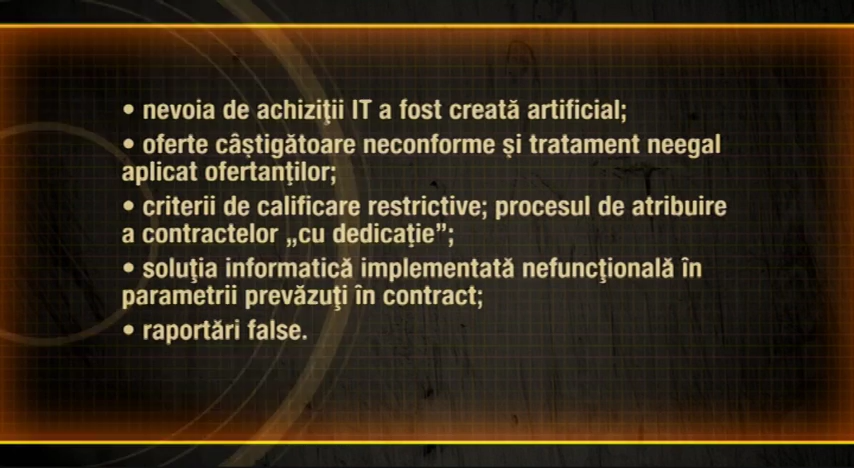 • nevoia de achiziţii IT a fost creată artificial;
• oferte câştigătoare neconforme şi tratament neegal
aplicat ofertanţilor;
• criterii de calificare restrictive; procesul de atribuire
a contractelor „cu dedicaţie”;
• soluţia informatică implementată nefuncţională în
parametrii prevăzuţi în contract;
• raportări false.